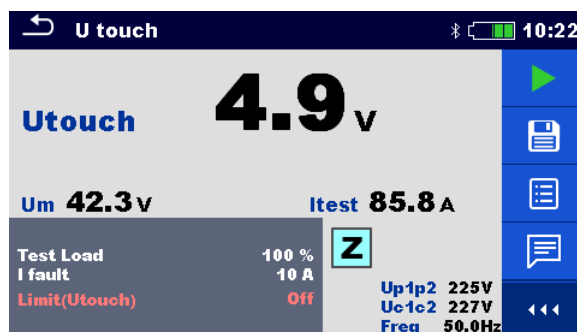 U touch 10:22
Utouch 4.9 V
Um 42.3 V Itest 85.8 A
Test Load 100 %
I fault 10 A
Limit(Utouch) Off
Z
Up1p2 225V
Uc1c2 227V
Freq 50.0Hz